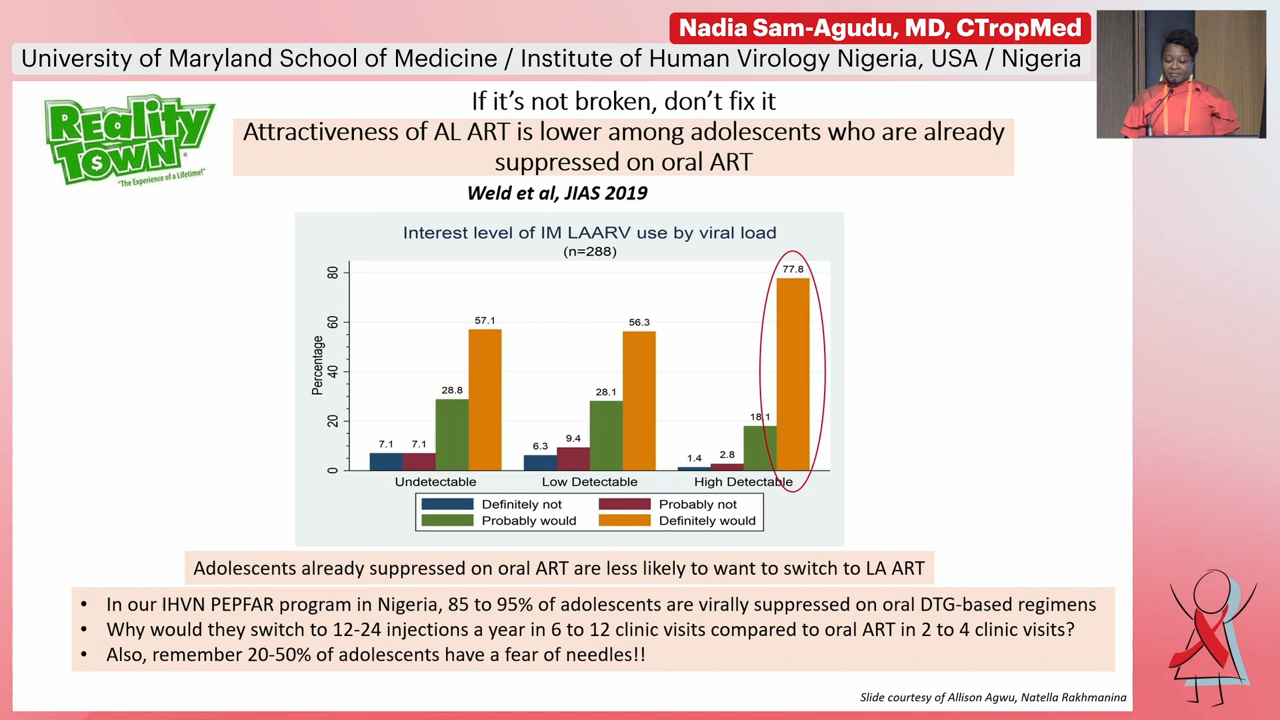 Nadia Sam-Agudu, MD, CTropMed
University of Maryland School of Medicine / Institute of Human Virology Nigeria, USA / Nigeria
REaliTy
TOWN
"The Experience of a Lifetime!"
If it's not broken, don't fix it
Attractiveness of AL ART is lower among adolescents who are already
suppressed on oral ART
Weld et al, JIAS 2019
Interest level of IM LAARV use by viral load
(n=288)
Percentage
80
60
40
20
0
7.1
7.1
28.8
57.1
6.3
9.4
28.1
56.3
1.4
2.8
18.1
77.8
Undetectable
Low Detectable
High Detectable
Definitely not
Probably not
Probably would
Definitely would
Adolescents already suppressed on oral ART are less likely to want to switch to LA ART
• In our IHVN PEPFAR program in Nigeria, 85 to 95% of adolescents are virally suppressed on oral DTG-based regimens
• Why would they switch to 12-24 injections a year in 6 to 12 clinic visits compared to oral ART in 2 to 4 clinic visits?
• Also, remember 20-50% of adolescents have a fear of needles!!
Slide courtesy of Allison Agwu, Natella Rakhmanina